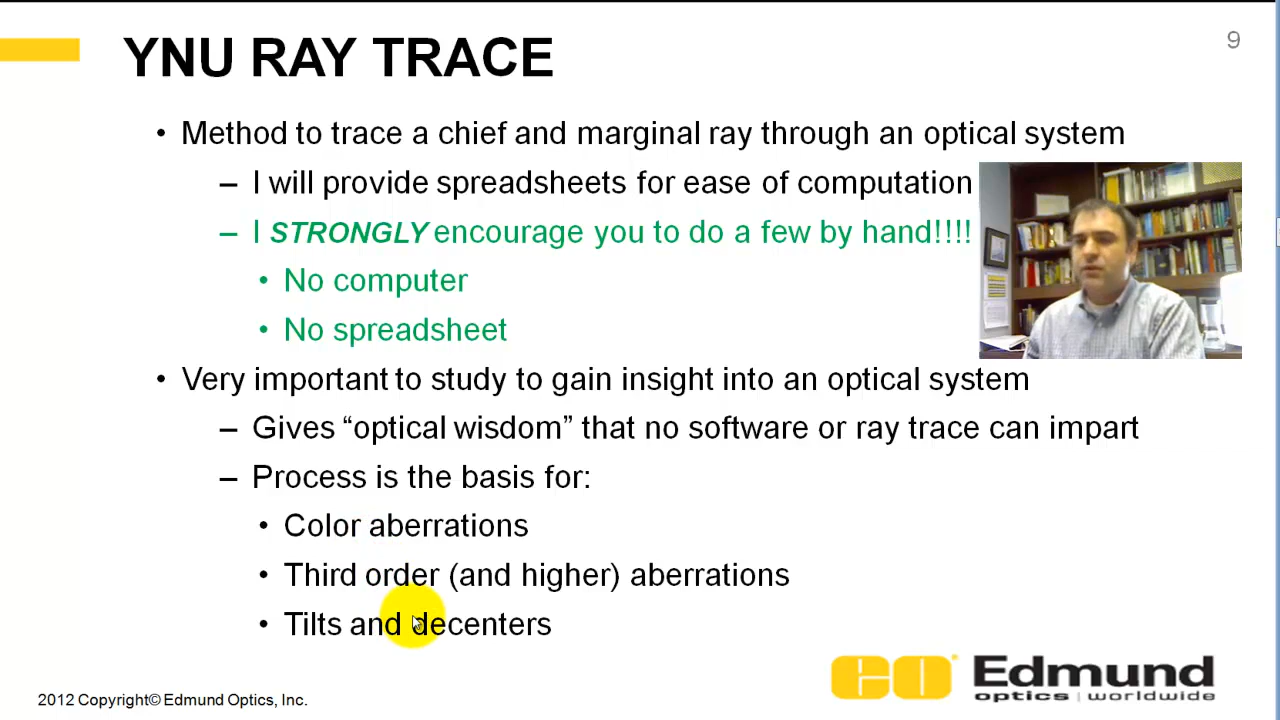 9
YNU RAY TRACE
• Method to trace a chief and marginal ray through an optical system
– I will provide spreadsheets for ease of computation
– I STRONGLY encourage you to do a few by hand!!!!
• No computer
• No spreadsheet
• Very important to study to gain insight into an optical system
– Gives “optical wisdom” that no software or ray trace can impart
– Process is the basis for:
• Color aberrations
• Third order (and higher) aberrations
• Tilts and decenters
EO Edmund
optics | worldwide
2012 Copyright© Edmund Optics, Inc.